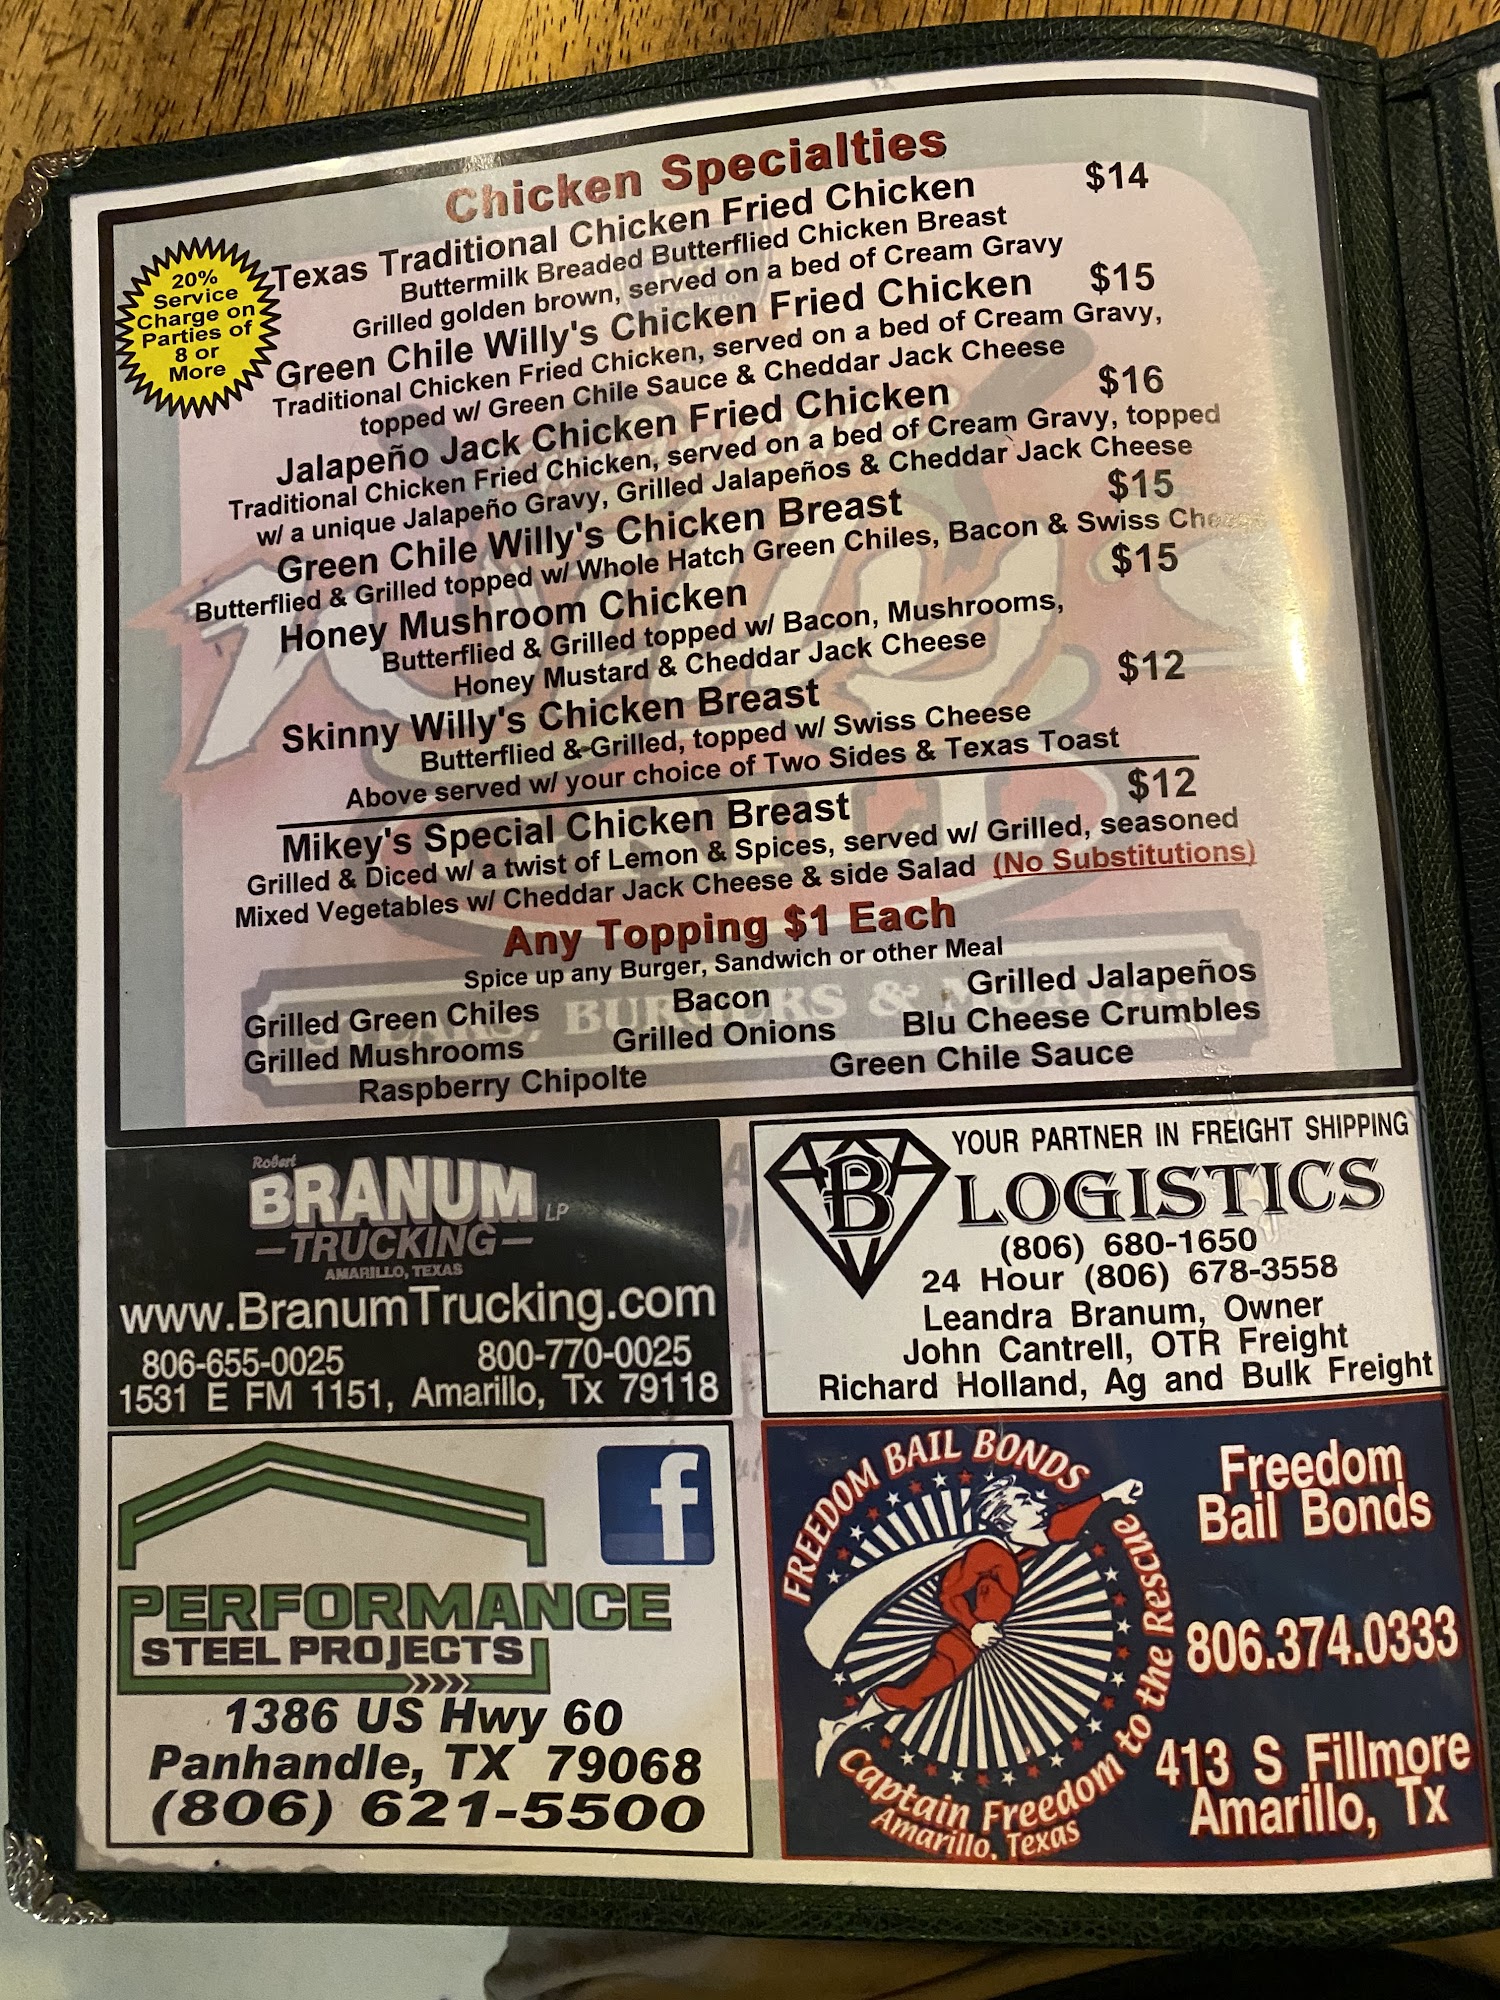 Chicken Specialties
20%
Service
Charge on
Parties of
8 or
More
Texas Traditional Chicken Fried Chicken $14
Buttermilk Breaded Butterflied Chicken Breast
Grilled golden brown, served on a bed of Cream Gravy
Green Chile Willy's Chicken Fried Chicken $15
Traditional Chicken Fried Chicken, served on a bed of Cream Gravy,
topped w/ Green Chile Sauce & Cheddar Jack Cheese
Jalapeño Jack Chicken Fried Chicken $16
Traditional Chicken Fried Chicken, served on a bed of Cream Gravy, topped
w/ a unique Jalapeño Gravy, Grilled Jalapeños & Cheddar Jack Cheese
Green Chile Willy's Chicken Breast $15
Butterflied & Grilled topped w/ Whole Hatch Green Chiles, Bacon & Swiss Cheese
Honey Mushroom Chicken $15
Butterflied & Grilled topped w/ Bacon, Mushrooms,
Honey Mustard & Cheddar Jack Cheese
Skinny Willy's Chicken Breast $12
Butterflied & Grilled, topped w/ Swiss Cheese
Above served w/ your choice of Two Sides & Texas Toast
Mikey's Special Chicken Breast $12
Grilled & Diced w/ a twist of Lemon & Spices, served w/ Grilled, seasoned
Mixed Vegetables w/ Cheddar Jack Cheese & side Salad (No Substitutions)
Any Topping $1 Each
Spice up any Burger, Sandwich or other Meal
Grilled Green Chiles Bacon Grilled Jalapeños
Grilled Mushrooms Grilled Onions Blu Cheese Crumbles
Raspberry Chipolte Green Chile Sauce
Willy's
GRILL
STEAKS, BURGERS & MORE
Robert
BRANUM LP
TRUCKING
AMARILLO, TEXAS
www.BranumTrucking.com
806-655-0025 800-770-0025
1531 E FM 1151, Amarillo, Tx 79118
YOUR PARTNER IN FREIGHT SHIPPING
B LOGISTICS
(806) 680-1650
24 Hour (806) 678-3558
Leandra Branum, Owner
John Cantrell, OTR Freight
Richard Holland, Ag and Bulk Freight
f
PERFORMANCE
STEEL PROJECTS
1386 US Hwy 60
Panhandle, TX 79068
(806) 621-5500
FREEDOM BAIL BONDS
Captain Freedom to the Rescue
Amarillo, Texas
Freedom
Bail Bonds
806.374.0333
413 S Fillmore
Amarillo, Tx